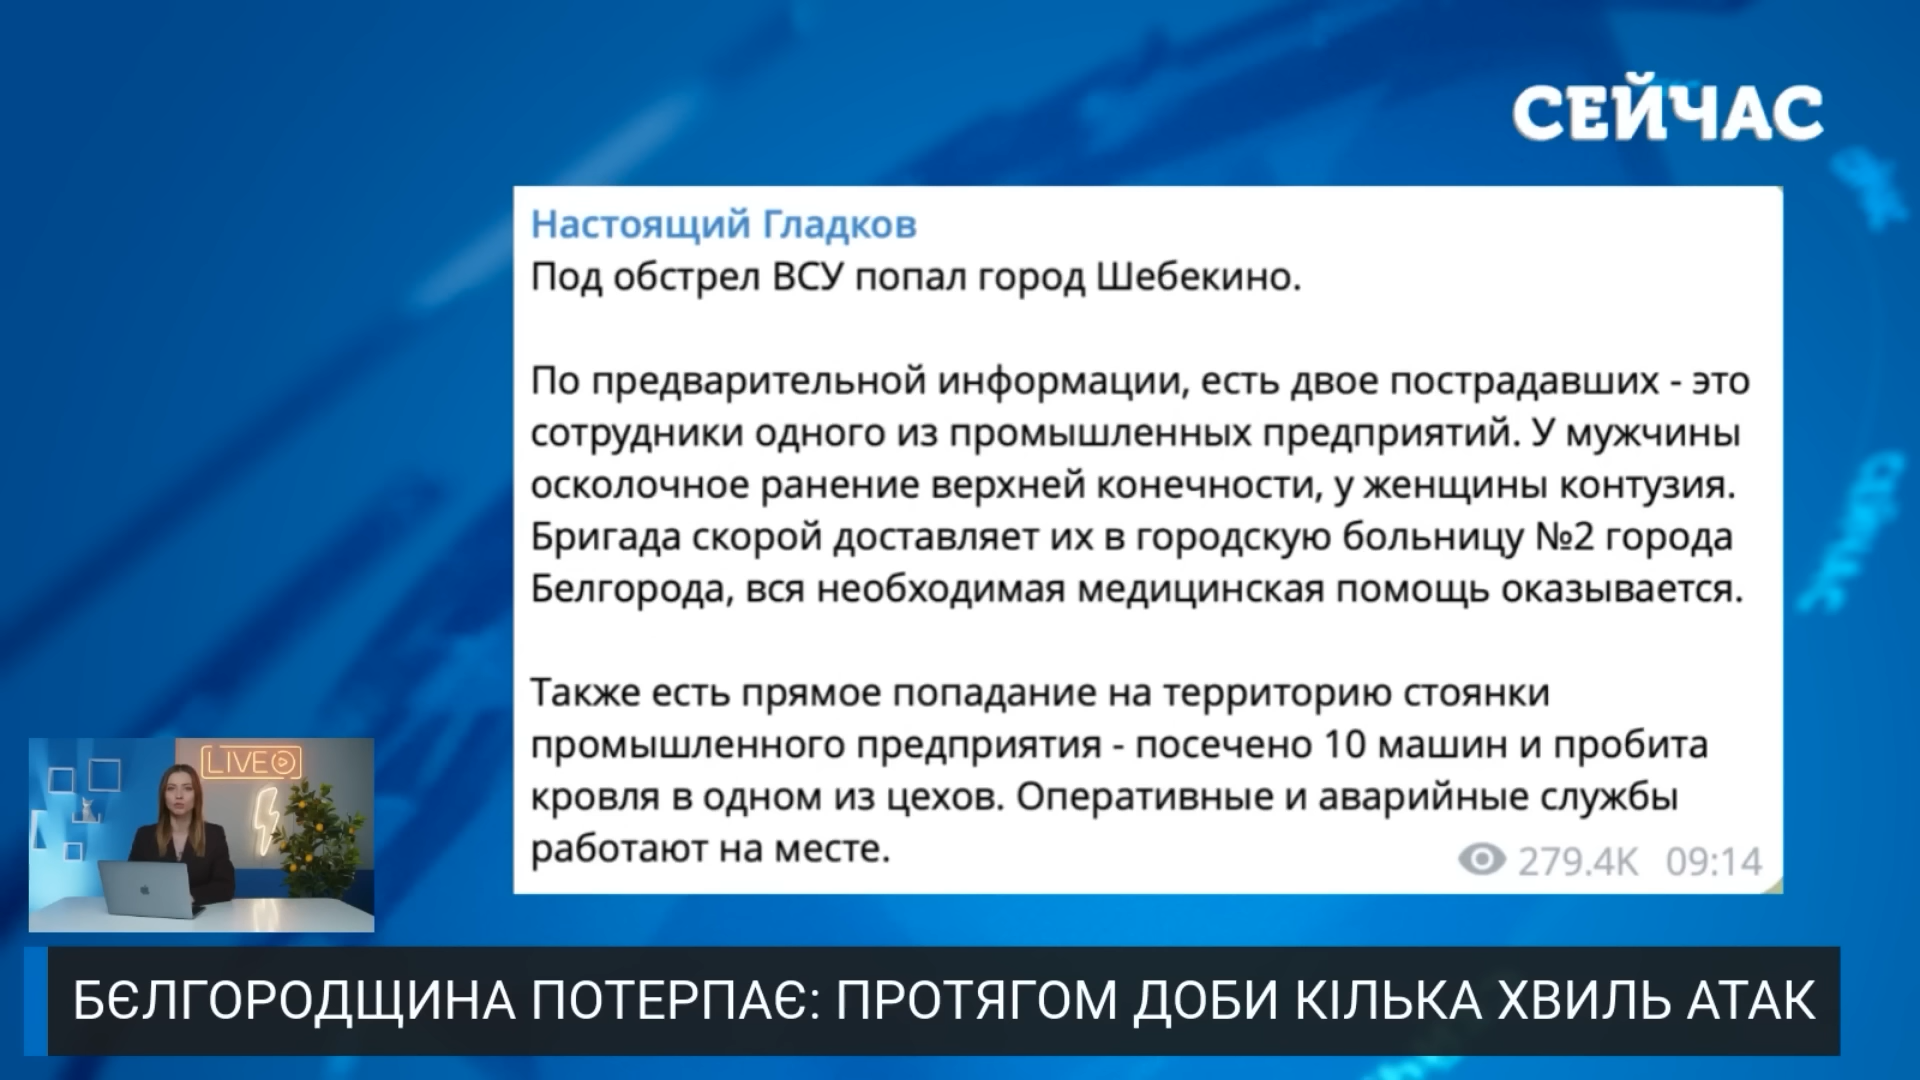 СЕЙЧАС
Настоящий Гладков
Под обстрел ВСУ попал город Шебекино.
По предварительной информации, есть двое пострадавших - это
сотрудники одного из промышленных предприятий. У мужчины
осколочное ранение верхней конечности, у женщины контузия.
Бригада скорой доставляет их в городскую больницу №2 города
Белгорода, вся необходимая медицинская помощь оказывается.
Также есть прямое попадание на территорию стоянки
промышленного предприятия - посечено 10 машин и пробита
кровля в одном из цехов. Оперативные и аварийные службы
работают на месте.
279.4K 09:14
LIVE
БЄЛГОРОДЩИНА ПОТЕРПАЄ: ПРОТЯГОМ ДОБИ КІЛЬКА ХВИЛЬ АТАК